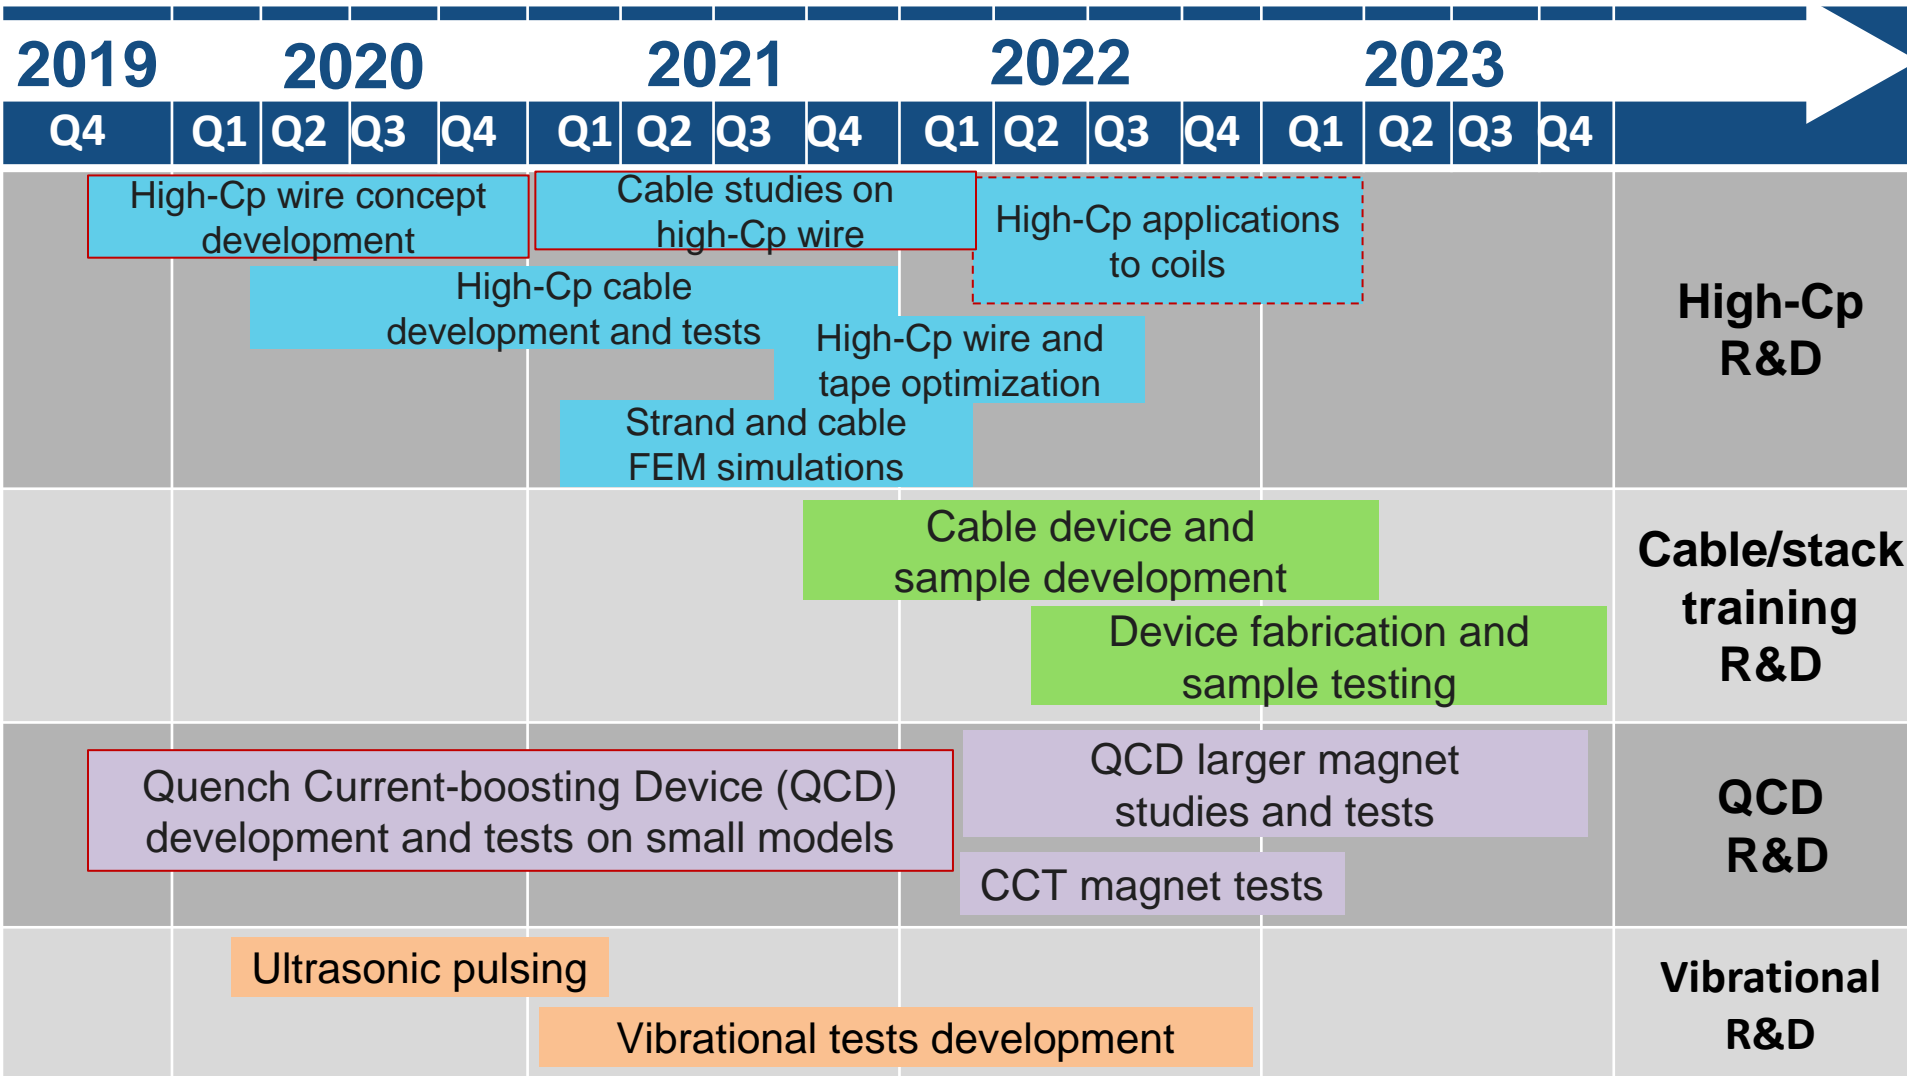 2019 2020 2021 2022 2023
Q4 Q1 Q2 Q3 Q4 Q1 Q2 Q3 Q4 Q1 Q2 Q3 Q4 Q1 Q2 Q3 Q4
High-Cp wire concept
development
Cable studies on
high-Cp wire
High-Cp applications
to coils
High-Cp cable
development and tests
High-Cp wire and
tape optimization
Strand and cable
FEM simulations
High-Cp
R&D
Cable device and
sample development
Device fabrication and
sample testing
Cable/stack
training
R&D
Quench Current-boosting Device (QCD)
development and tests on small models
QCD larger magnet
studies and tests
CCT magnet tests
QCD
R&D
Ultrasonic pulsing
Vibrational tests development
Vibrational
R&D